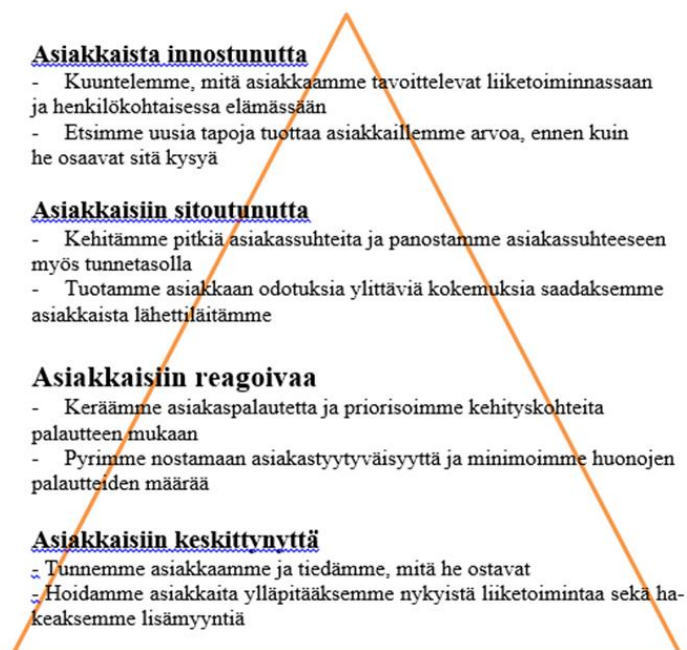 Asiakkaista innostunutta
- Kuuntelemme, mitä asiakkaamme tavoittelevat liiketoiminnassaan
ja henkilökohtaisessa elämässään
- Etsimme uusia tapoja tuottaa asiakkaillemme arvoa, ennen kuin
he osaavat sitä kysyä
Asiakkaisiin sitoutunutta
- Kehitämme pitkiä asiakassuhteita ja panostamme asiakassuhteeseen
myös tunnetasolla
- Tuotamme asiakkaan odotuksia ylittäviä kokemuksia saadaksemme
asiakkaista lähettiläitämme
Asiakkaisiin reagoivaa
- Keräämme asiakaspalautetta ja priorisoimme kehityskohteita
palautteen mukaan
- Pyrimme nostamaan asiakastyytyväisyyttä ja minimoimme huonojen
palautteiden määrää
Asiakkaisiin keskittynyttä
- Tunnemme asiakkaamme ja tiedämme, mitä he ostavat
- Hoidamme asiakkaita ylläpitääksemme nykyistä liiketoimintaa sekä ha-
keaksemme lisämyyntiä